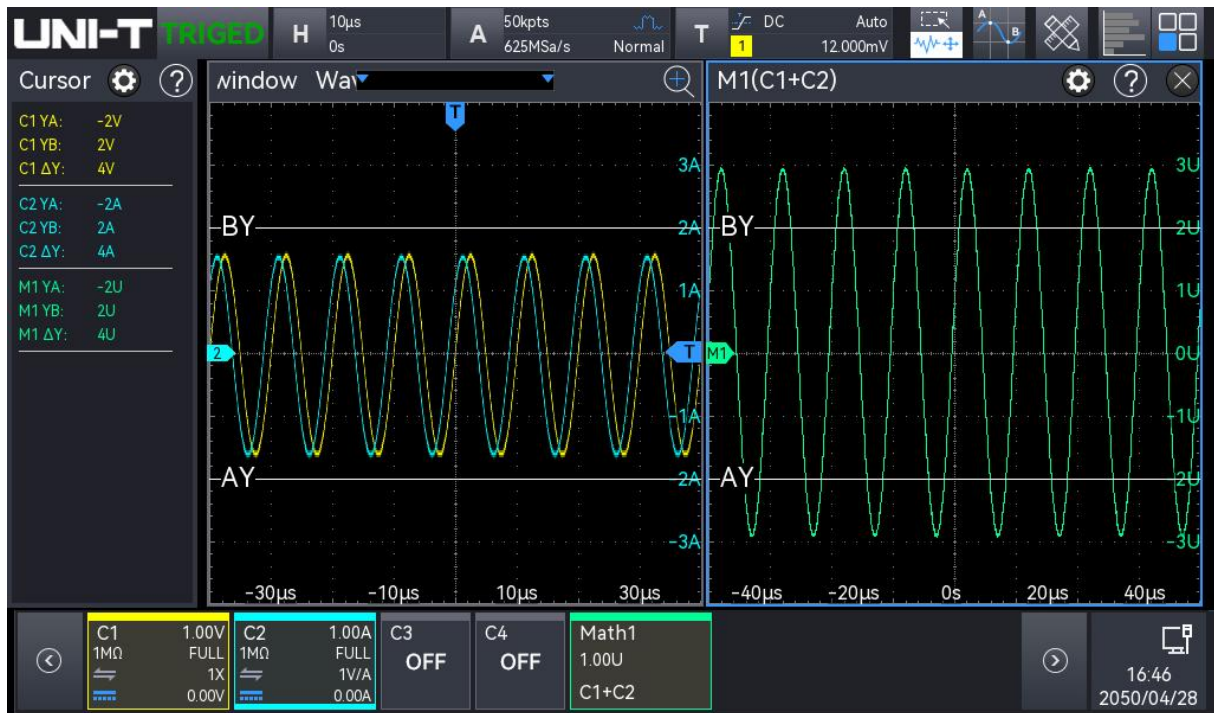 UNI-T TRIGED H 10µs A 50kpts T DC Auto
0s 625MSa/s Normal 1 12.000mV
A B
Cursor ? window Wav M1(C1+C2) ?
C1 YA: -2V
C1 YB: 2V
C1 ΔY: 4V
C2 YA: -2A
C2 YB: 2A
C2 ΔY: 4A
M1 YA: -2U
M1 YB: 2U
M1 ΔY: 4U
T
3A
BY 2A
1A
2 T
-1A
AY -2A
-3A
-30µs -10µs 10µs 30µs
3U
BY 2U
1U
M1 0U
-1U
AY -2U
-3U
-40µs -20µs 0s 20µs 40µs
C1 1.00V
1MΩ FULL
1X
0.00V
C2 1.00A
1MΩ FULL
1V/A
0.00A
C3
OFF
C4
OFF
Math1
1.00U
C1+C2
16:46
2050/04/28